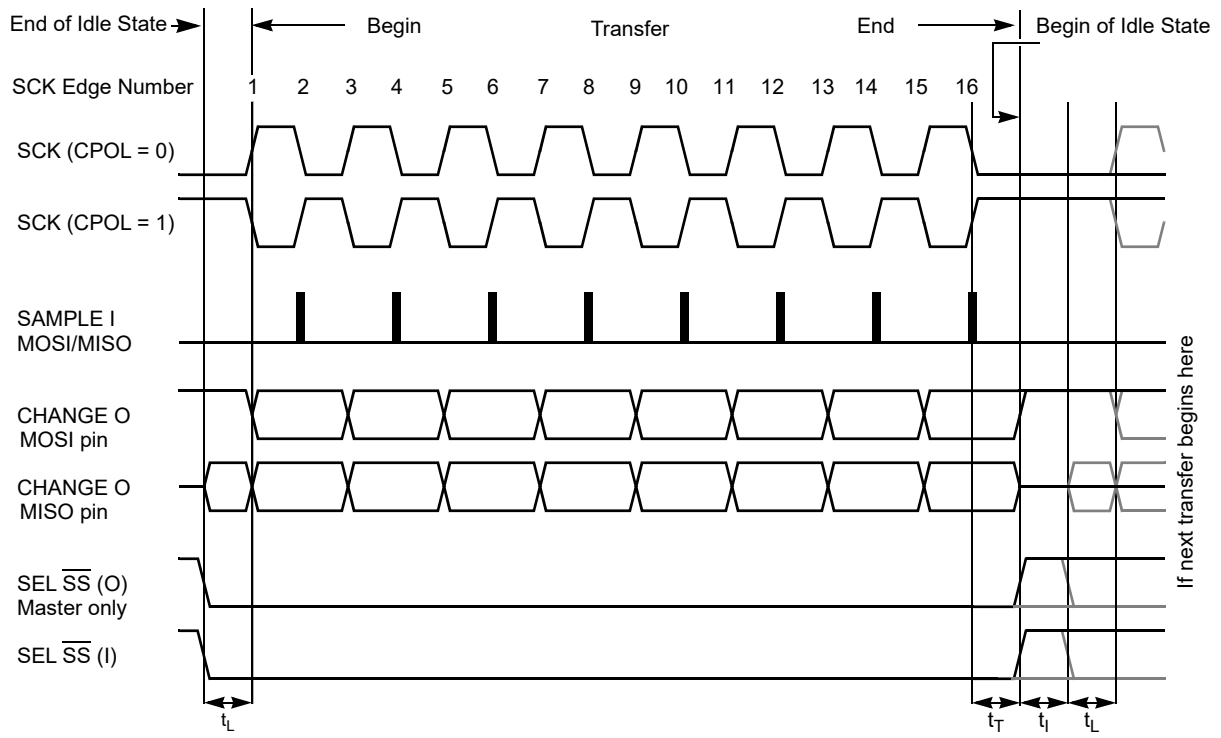 End of Idle State
Begin
Transfer
End
Begin of Idle State
SCK Edge Number
1 2 3 4 5 6 7 8 9 10 11 12 13 14 15 16
SCK (CPOL = 0)
SCK (CPOL = 1)
SAMPLE I
MOSI/MISO
CHANGE O
MOSI pin
CHANGE O
MISO pin
SEL SS (O)
Master only
SEL SS (I)
tL
tT
tI
tL
If next transfer begins here